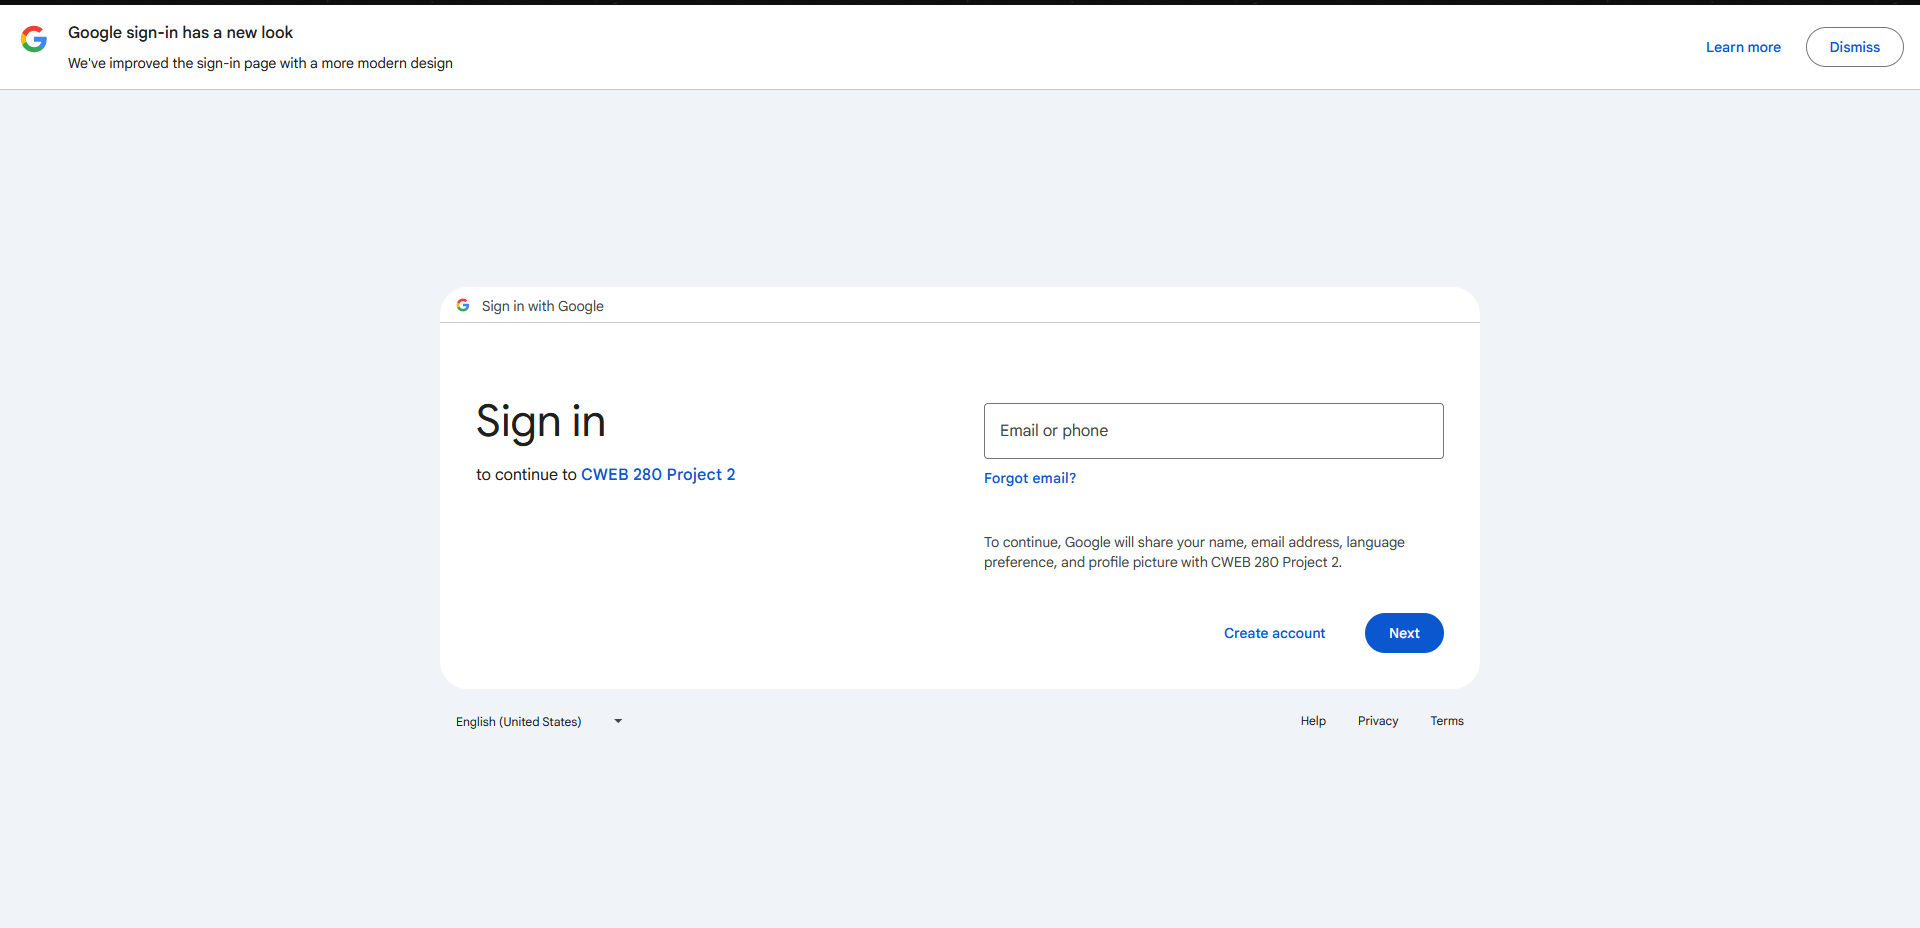 Google sign-in has a new look
We've improved the sign-in page with a more modern design
Learn more
Dismiss
Sign in with Google
Sign in
to continue to CWEB 280 Project 2
Email or phone
Forgot email?
To continue, Google will share your name, email address, language
preference, and profile picture with CWEB 280 Project 2.
Create account
Next
English (United States)
Help
Privacy
Terms